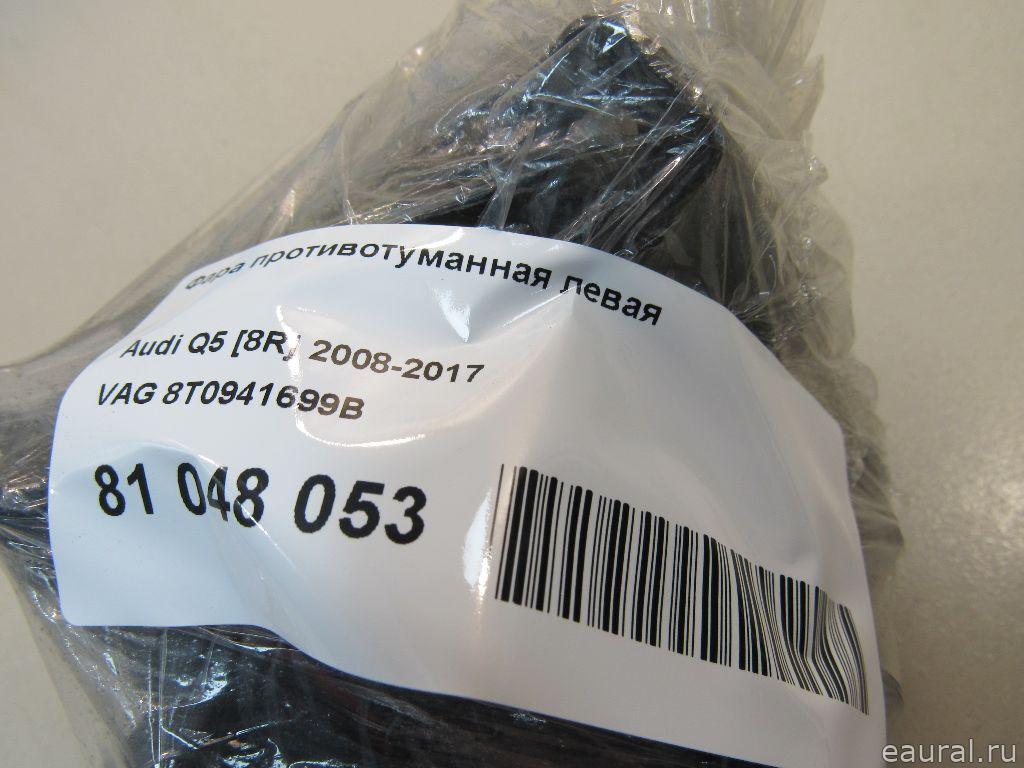 Фара противотуманная левая
Audi Q5 [8R] 2008-2017
VAG 8T0941699B
81 048 053
eaural.ru